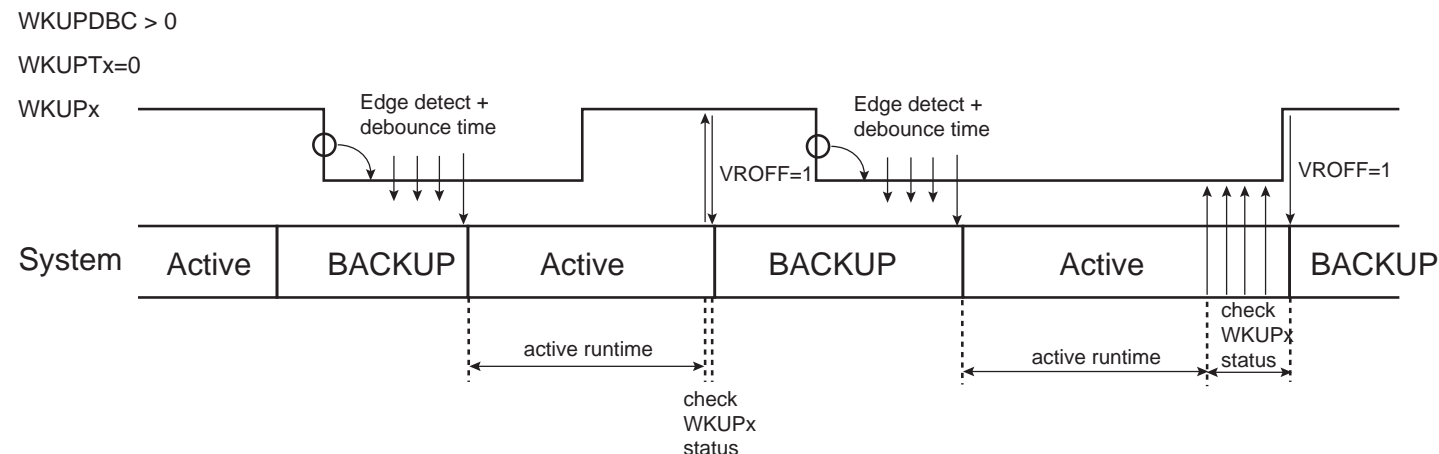 WKUPDBC > 0
WKUPTx=0
WKUPx
Edge detect +
debounce time
VROFF=1
Edge detect +
debounce time
VROFF=1
System
Active
BACKUP
Active
BACKUP
Active
BACKUP
active runtime
check
WKUPx
status
active runtime
check
WKUPx
status